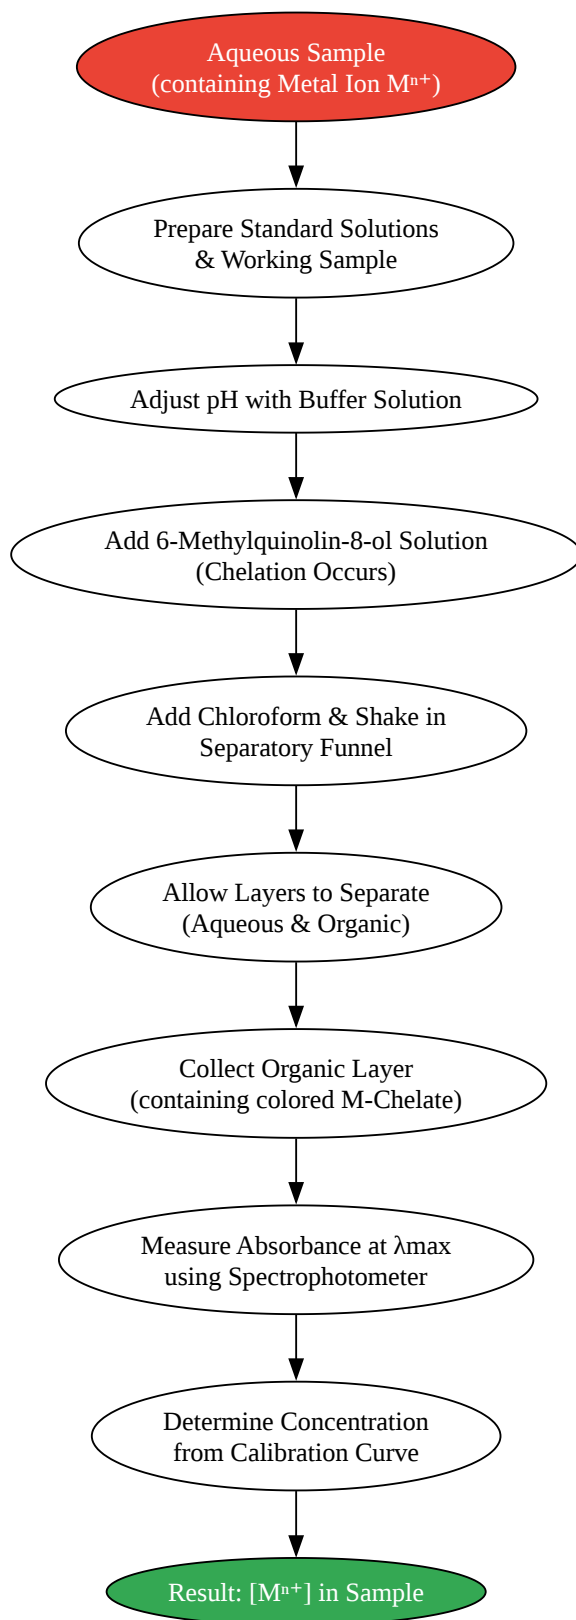 Aqueous Sample
(containing Metal Ion Mⁿ⁺)
Prepare Standard Solutions
& Working Sample
Adjust pH with Buffer Solution
Add 6-Methylquinolin-8-ol Solution
(Chelation Occurs)
Add Chloroform & Shake in
Separatory Funnel
Allow Layers to Separate
(Aqueous & Organic)
Collect Organic Layer
(containing colored M-Chelate)
Measure Absorbance at λmax
using Spectrophotometer
Determine Concentration
from Calibration Curve
Result: [Mⁿ⁺] in Sample